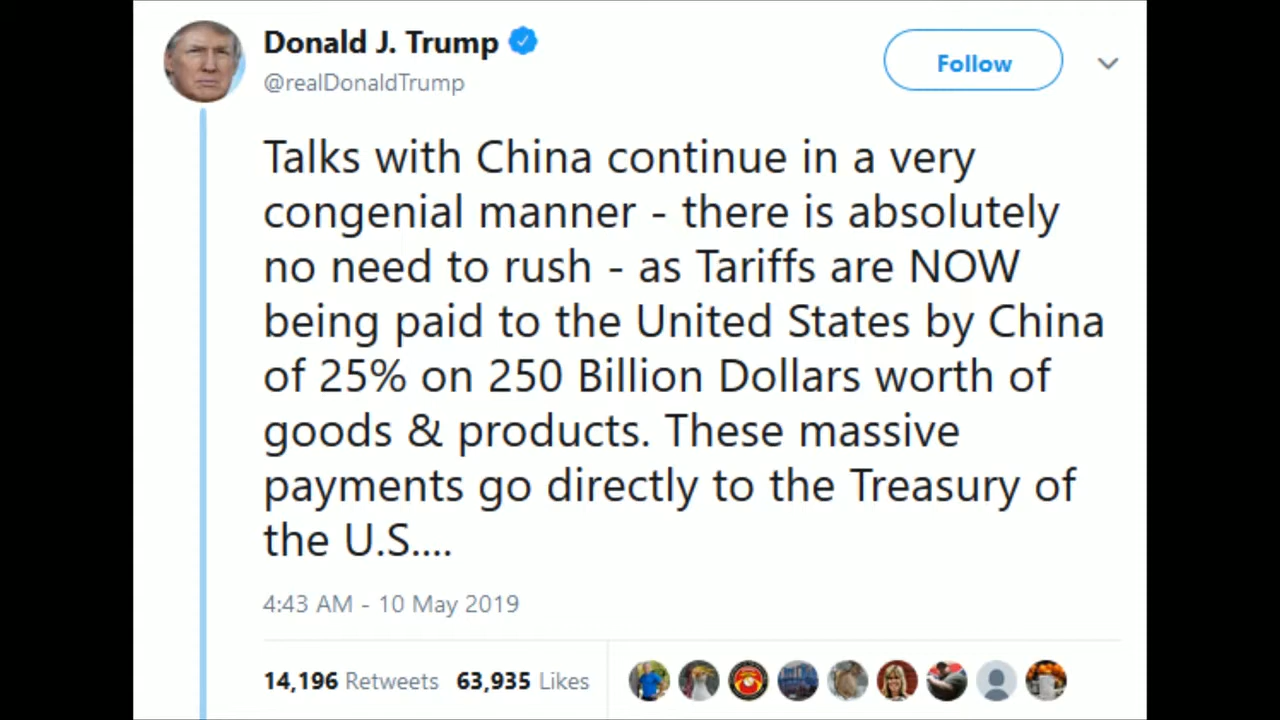 Donald J. Trump
Follow
@realDonaldTrump
Talks with China continue in a very
congenial manner - there is absolutely
no need to rush - as Tariffs are NOW
being paid to the United States by China
of 25% on 250 Billion Dollars worth of
goods & products. These massive
payments go directly to the Treasury of
the U.S....
4:43 AM - 10 May 2019
14,196 Retweets 63,935 Likes